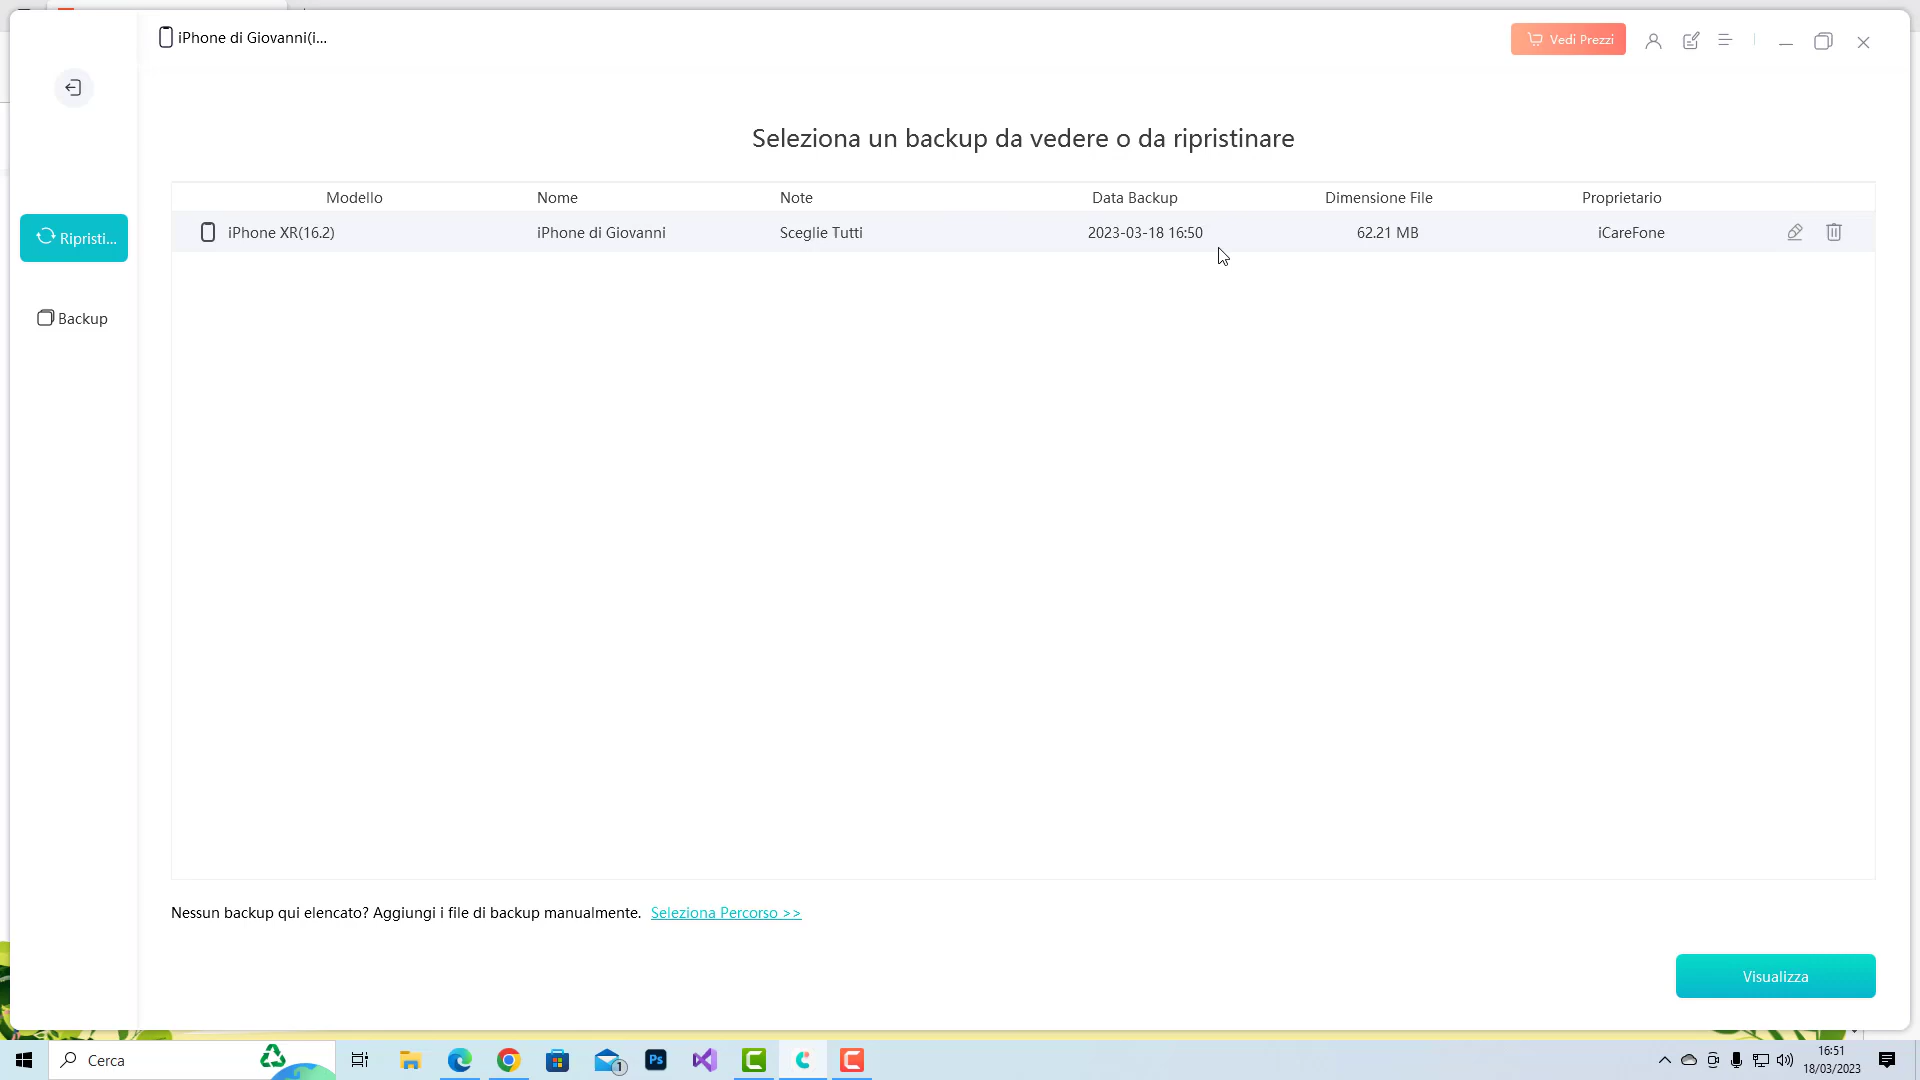 iPhone di Giovanni(i...
Vedi Prezzi
Seleziona un backup da vedere o da ripristinare
Modello Nome Note Data Backup Dimensione File Proprietario
iPhone XR(16.2) iPhone di Giovanni Sceglie Tutti 2023-03-18 16:50 62.21 MB iCareFone
Ripristi...
Backup
Nessun backup qui elencato? Aggiungi i file di backup manualmente. Seleziona Percorso >>
Visualizza
Cerca
1
Ps
16:51
18/03/2023